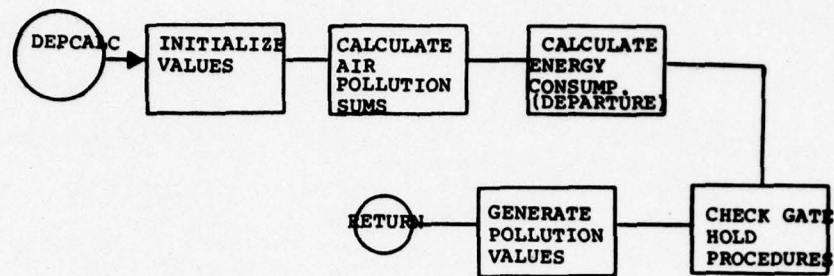 DEPCALC
INITIALIZE
VALUES
CALCULATE
AIR
POLLUTION
SUMS
CALCULATE
ENERGY
CONSUMP.
(DEPARTURE)
RETURN
GENERATE
POLLUTION
VALUES
CHECK GATE
HOLD
PROCEDURES